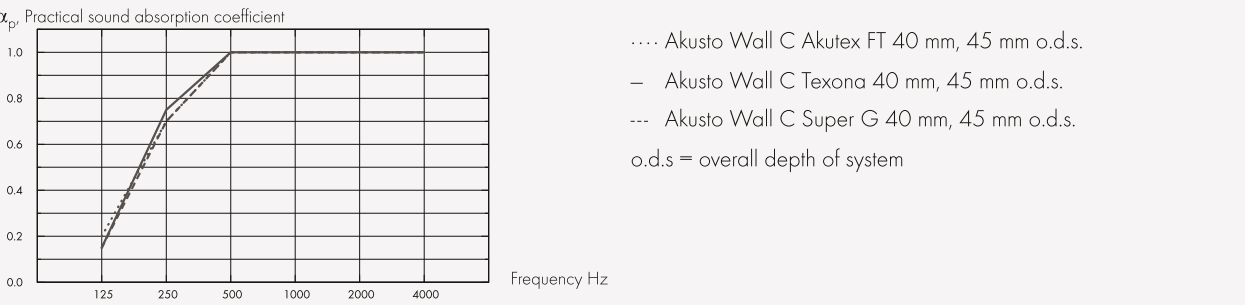 αp, Practical sound absorption coefficient
1.0
0.8
0.6
0.4
0.2
0.0
125 250 500 1000 2000 4000
Frequency Hz
.... Akusto Wall C Akutex FT 40 mm, 45 mm o.d.s.
– Akusto Wall C Texona 40 mm, 45 mm o.d.s.
--- Akusto Wall C Super G 40 mm, 45 mm o.d.s.
o.d.s = overall depth of system